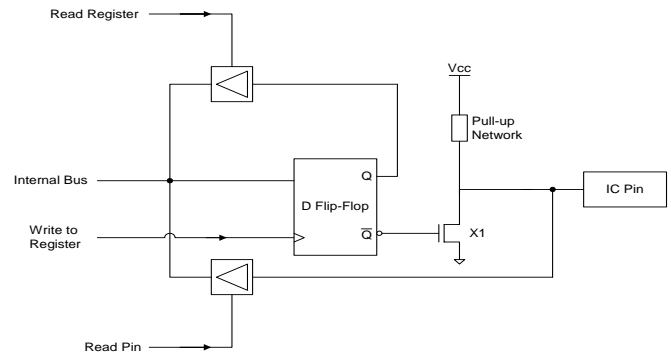 Read Register
Vcc
Pull-up
Network
Internal Bus
Q
IC Pin
D Flip-Flop
Write to
Register
Q̅
X1
Read Pin